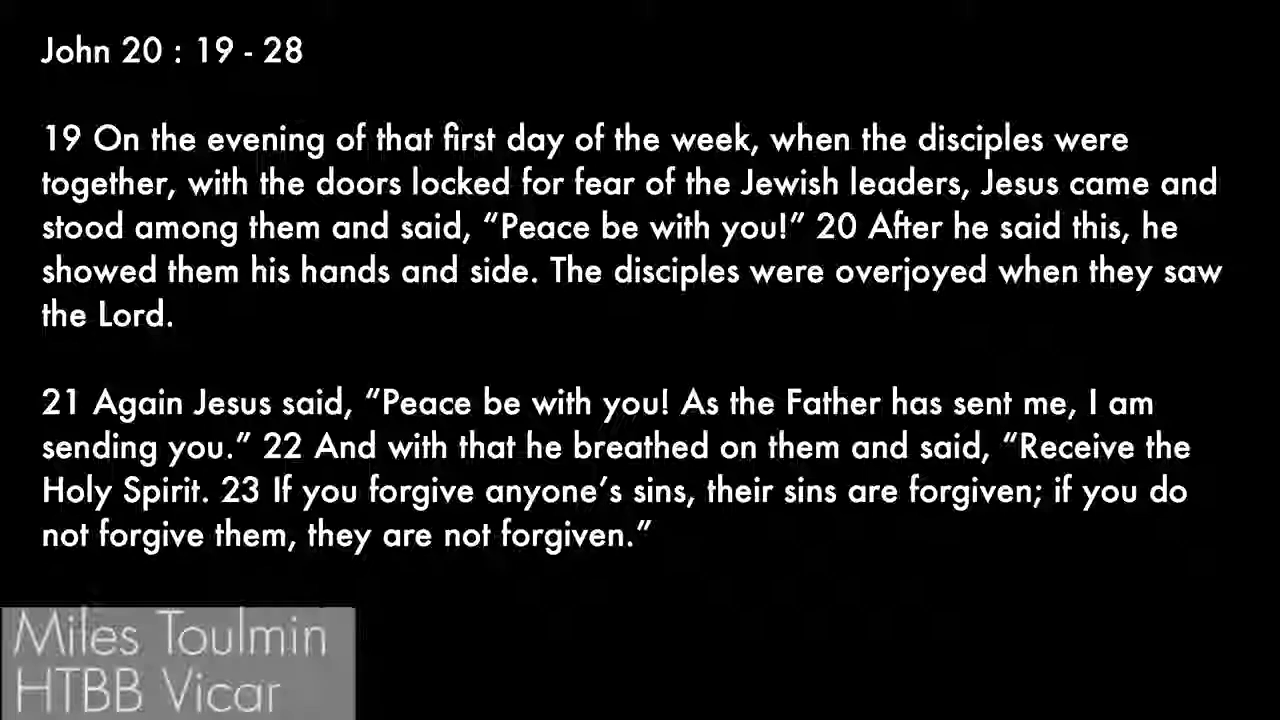 John 20 : 19 - 28
19 On the evening of that first day of the week, when the disciples were
together, with the doors locked for fear of the Jewish leaders, Jesus came and
stood among them and said, “Peace be with you!” 20 After he said this, he
showed them his hands and side. The disciples were overjoyed when they saw
the Lord.
21 Again Jesus said, “Peace be with you! As the Father has sent me, I am
sending you.” 22 And with that he breathed on them and said, “Receive the
Holy Spirit. 23 If you forgive anyone’s sins, their sins are forgiven; if you do
not forgive them, they are not forgiven.”
Miles Toulmin
HTBB Vicar